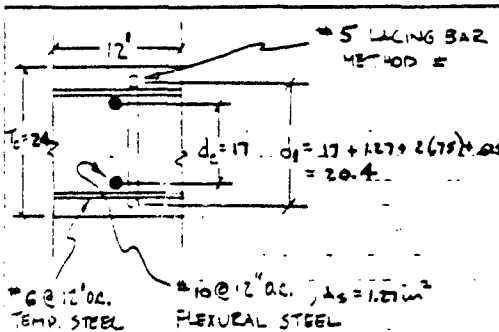 12"
#5 LACING BAR
METHOD
Tc = 24
dc = 17
d1 = 17 + 1.27 + 2(.75) +
= 20.4
#6 @ 12" O.C.
TEMP. STEEL
#10 @ 12" O.C., As = 1.27 in²
FLEXURAL STEEL